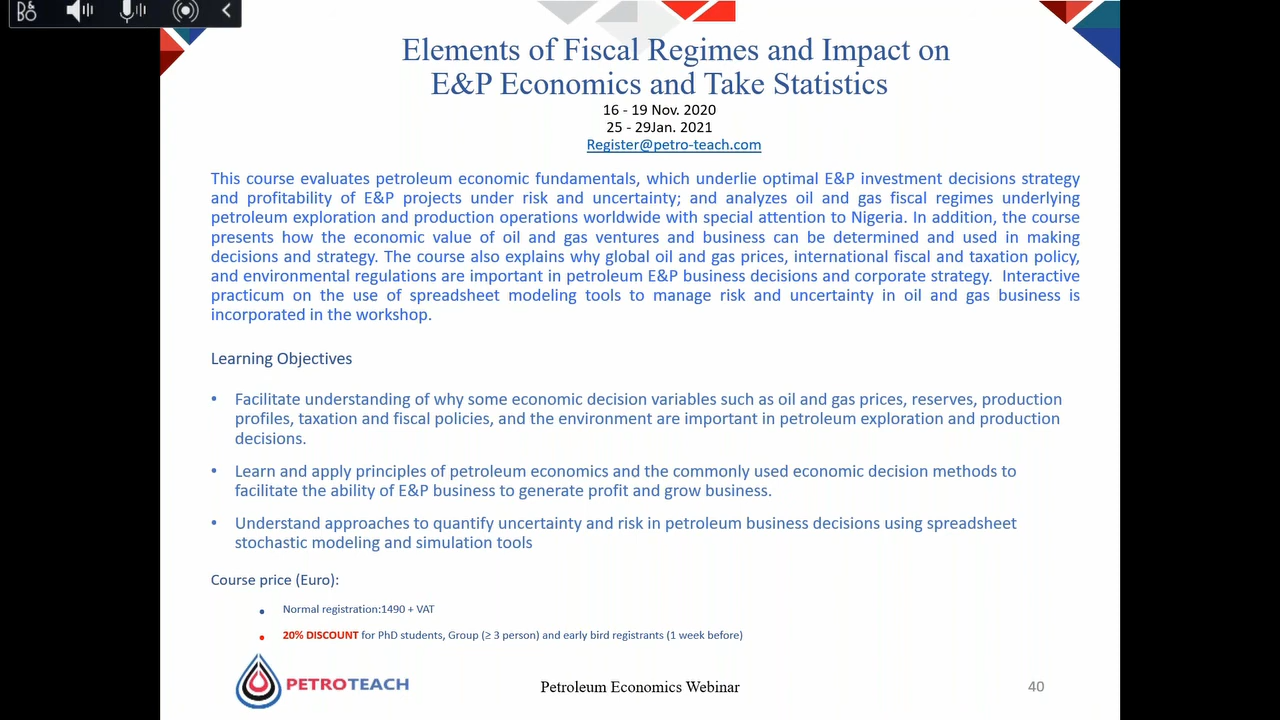 Elements of Fiscal Regimes and Impact on
E&P Economics and Take Statistics
16 - 19 Nov. 2020
25 - 29Jan. 2021
Register@petro-teach.com
This course evaluates petroleum economic fundamentals, which underlie optimal E&P investment decisions strategy
and profitability of E&P projects under risk and uncertainty; and analyzes oil and gas fiscal regimes underlying
petroleum exploration and production operations worldwide with special attention to Nigeria. In addition, the course
presents how the economic value of oil and gas ventures and business can be determined and used in making
decisions and strategy. The course also explains why global oil and gas prices, international fiscal and taxation policy,
and environmental regulations are important in petroleum E&P business decisions and corporate strategy. Interactive
practicum on the use of spreadsheet modeling tools to manage risk and uncertainty in oil and gas business is
incorporated in the workshop.
Learning Objectives
• Facilitate understanding of why some economic decision variables such as oil and gas prices, reserves, production
profiles, taxation and fiscal policies, and the environment are important in petroleum exploration and production
decisions.
• Learn and apply principles of petroleum economics and the commonly used economic decision methods to
facilitate the ability of E&P business to generate profit and grow business.
• Understand approaches to quantify uncertainty and risk in petroleum business decisions using spreadsheet
stochastic modeling and simulation tools
Course price (Euro):
• Normal registration:1490 + VAT
• 20% DISCOUNT for PhD students, Group (≥ 3 person) and early bird registrants (1 week before)
PETROTEACH
Petroleum Economics Webinar
40